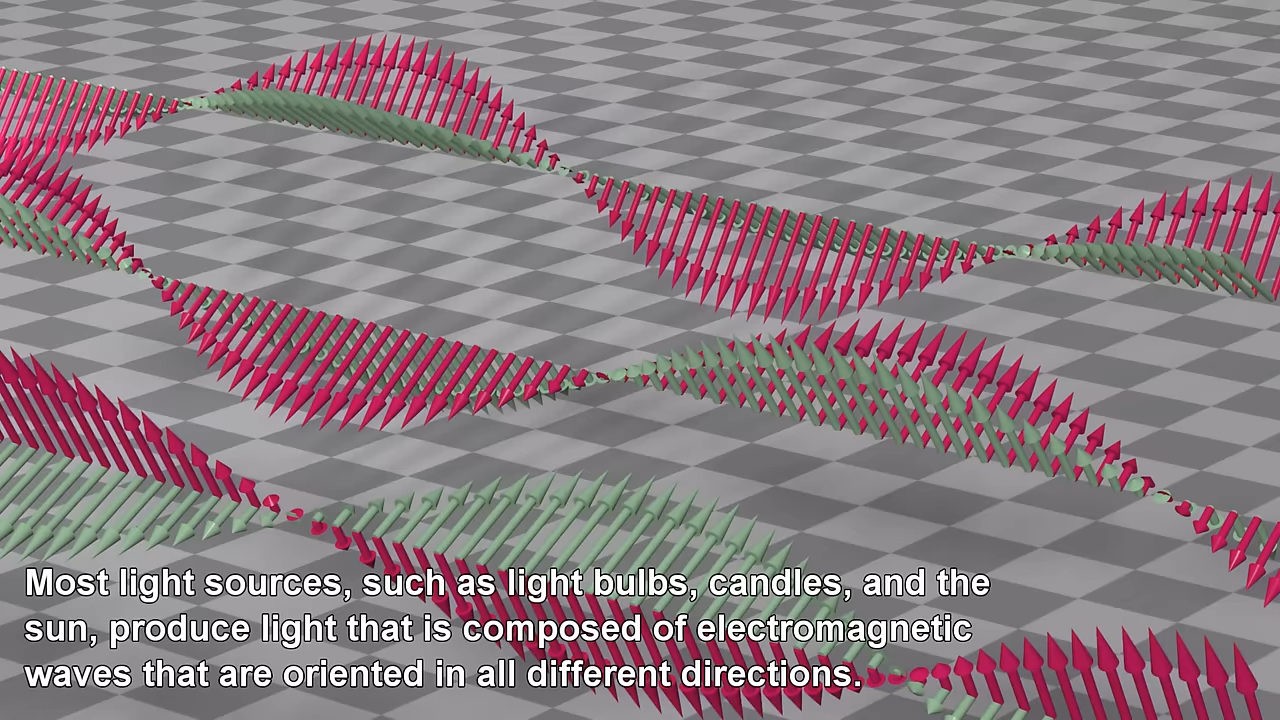 Most light sources, such as light bulbs, candles, and the
sun, produce light that is composed of electromagnetic
waves that are oriented in all different directions.